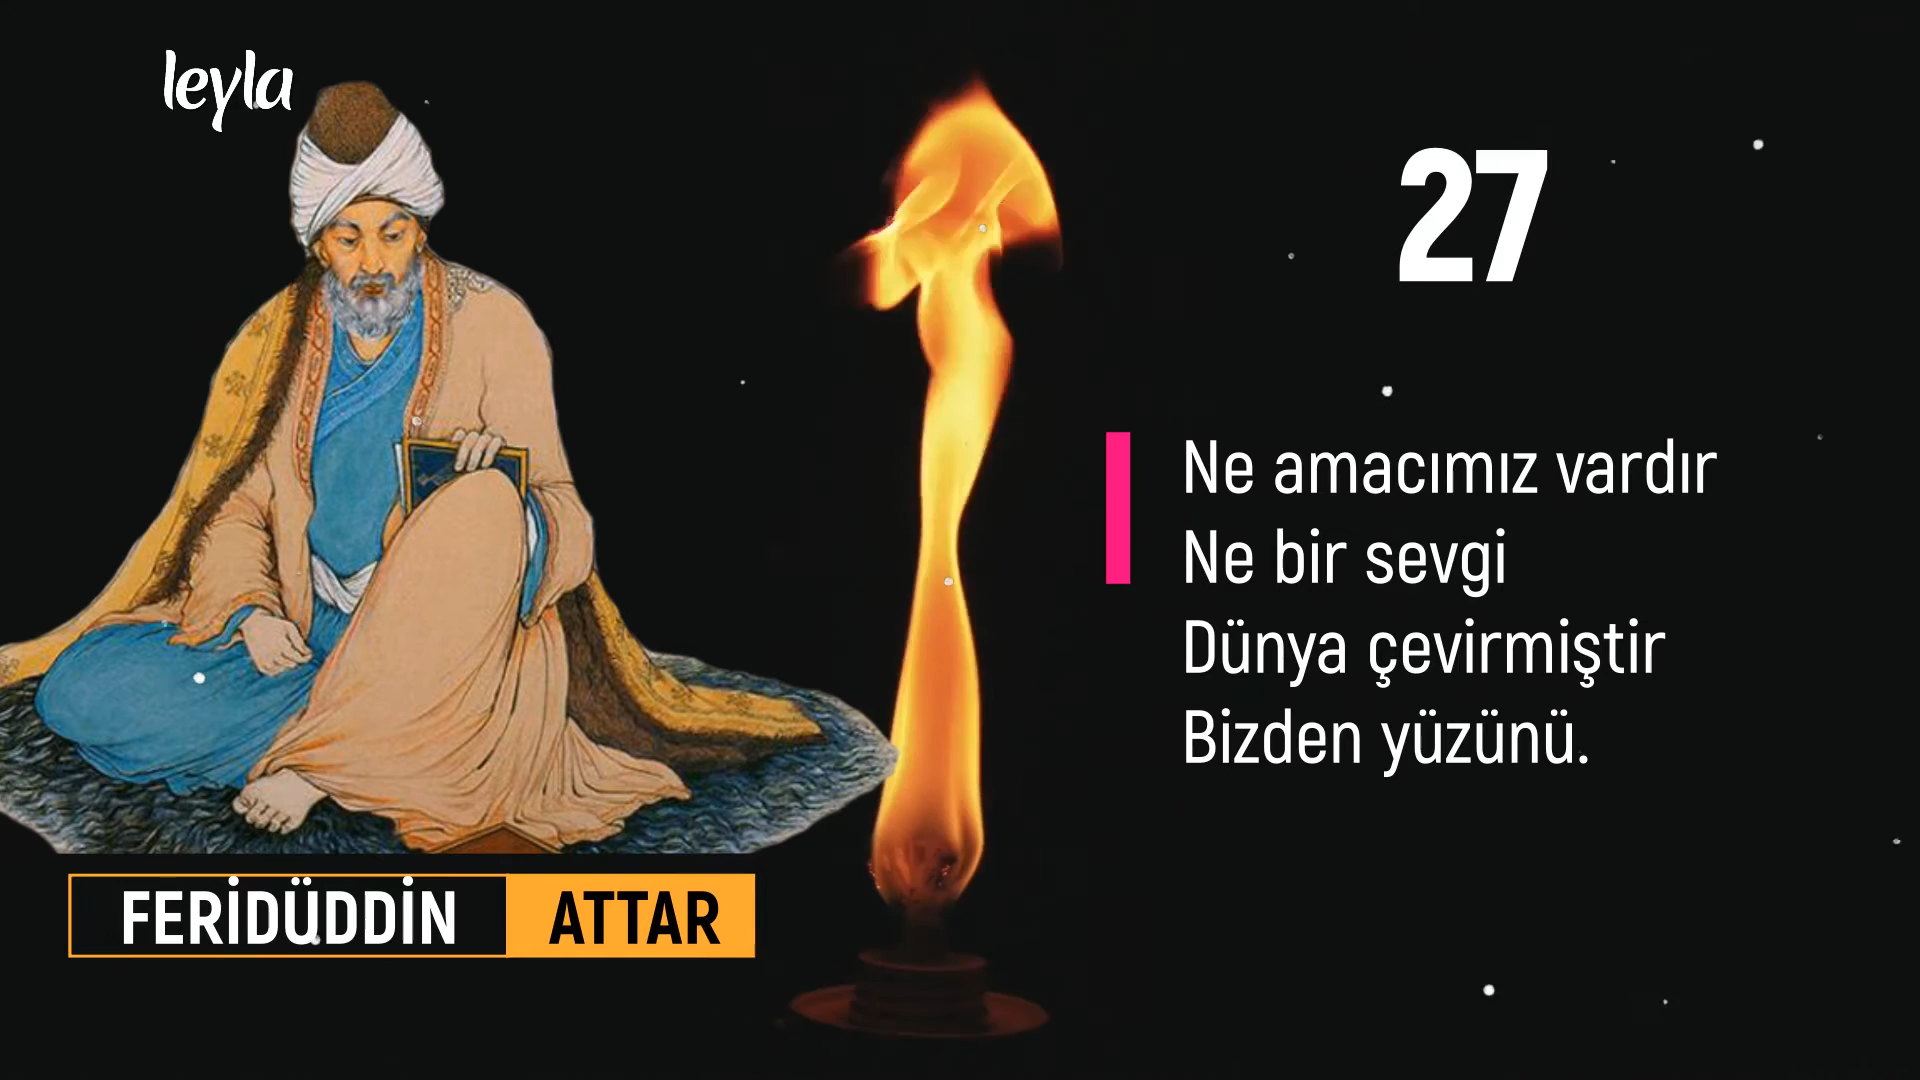 leyla
27
Ne amacımız vardır
Ne bir sevgi
Dünya çevirmiştir
Bizden yüzünü.
FERİDÜDDİN ATTAR